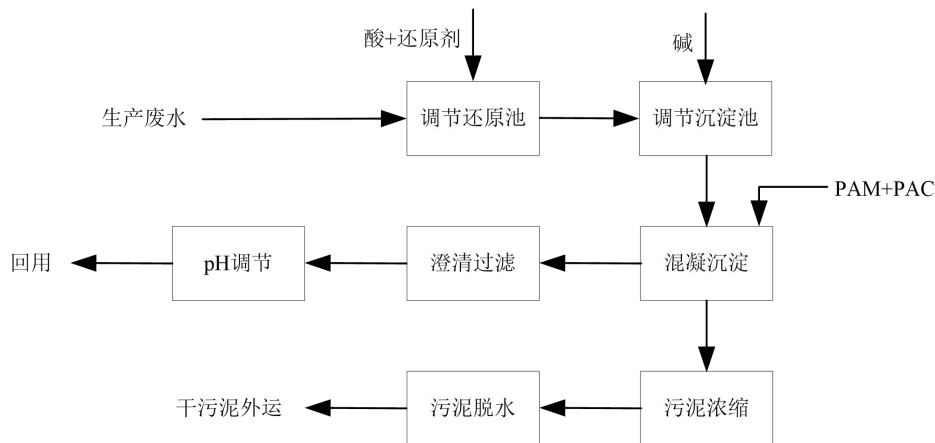 酸+还原剂
碱
生产废水
调节还原池
调节沉淀池
PAM+PAC
回用
pH调节
澄清过滤
混凝沉淀
干污泥外运
污泥脱水
污泥浓缩